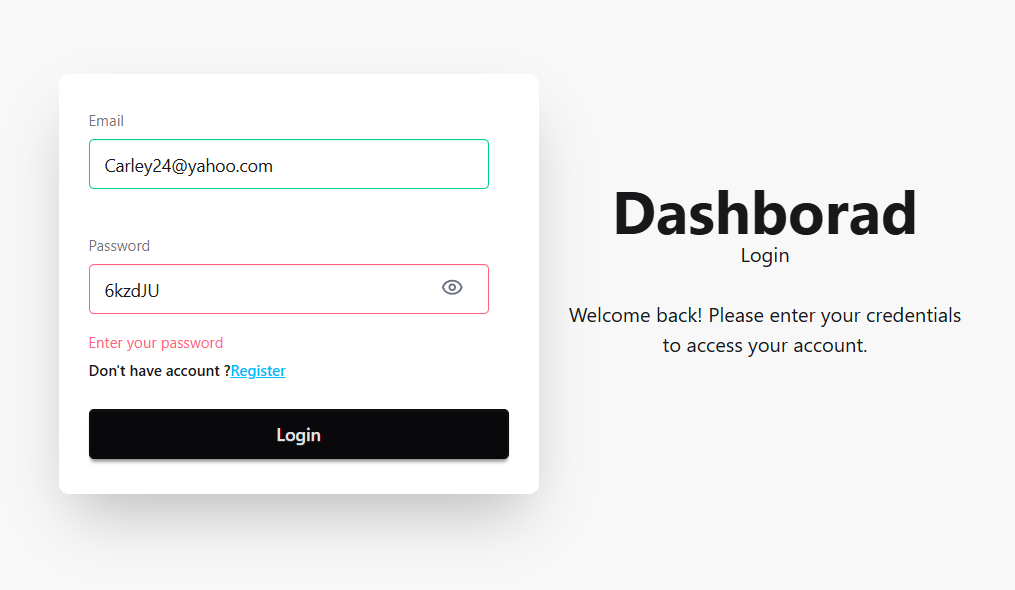 Email
Carley24@yahoo.com
Password
6kzdJU
Enter your password
Don't have account ?Register
Login
Dashborad
Login
Welcome back! Please enter your credentials
to access your account.